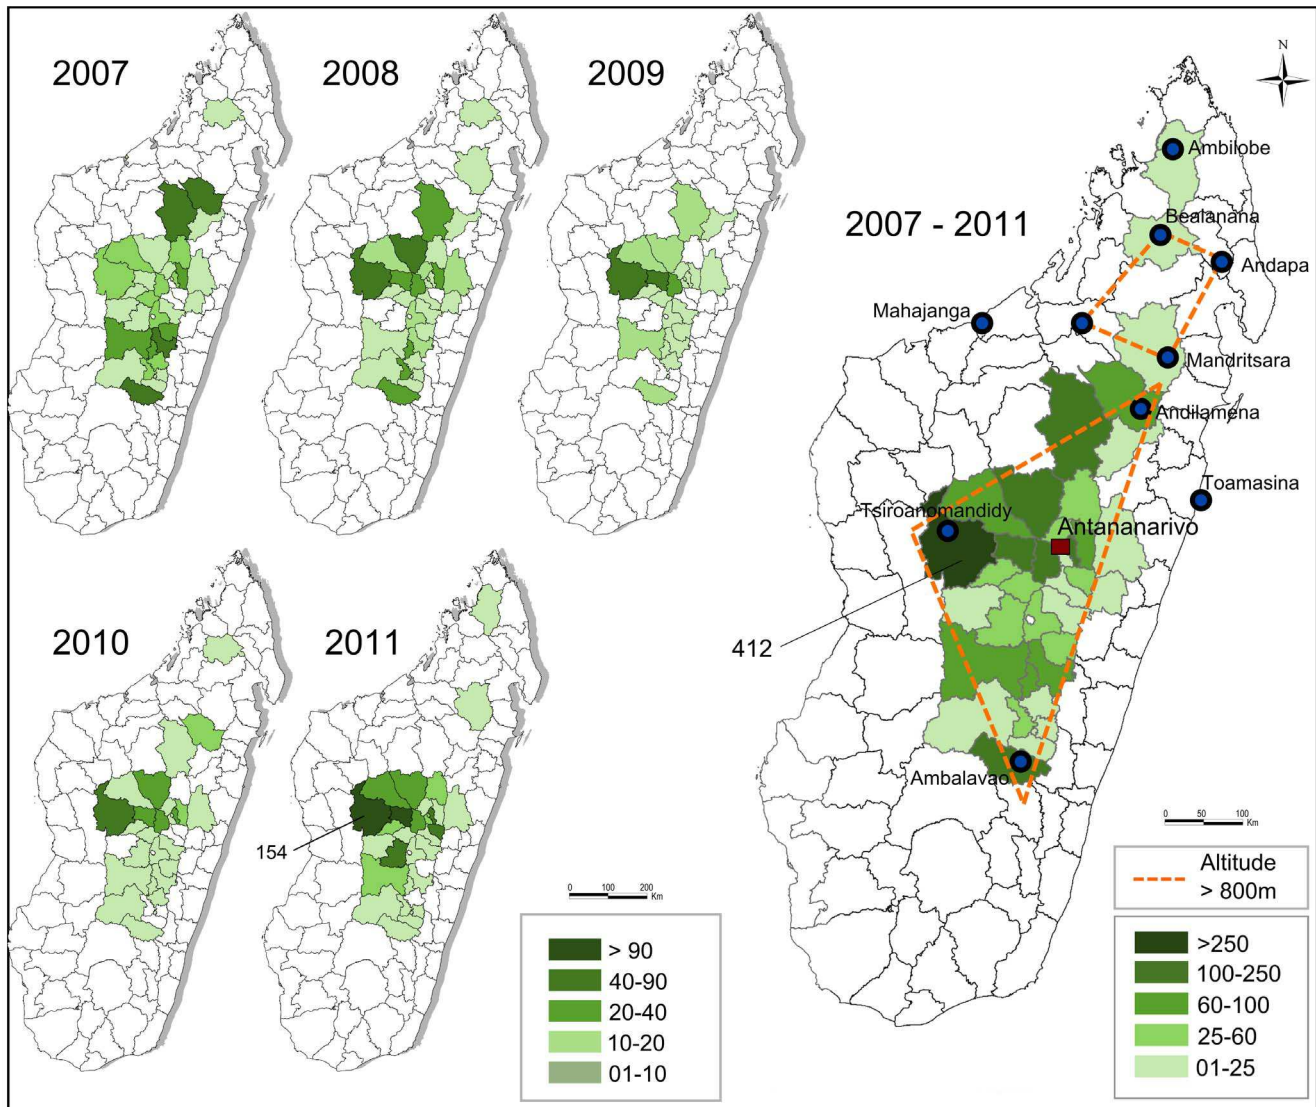 2007
2008
2009
2010
2011
154
0 100 200
Km
> 90
40-90
20-40
10-20
01-10
2007 - 2011
N
Ambilobe
Bealanana
Andapa
Mahajanga
Mandritsara
Andilamena
Toamasina
Tsiroanomandidy
Antananarivo
412
Ambalavao
0 50 100
Km
Altitude
> 800m
>250
100-250
60-100
25-60
01-25